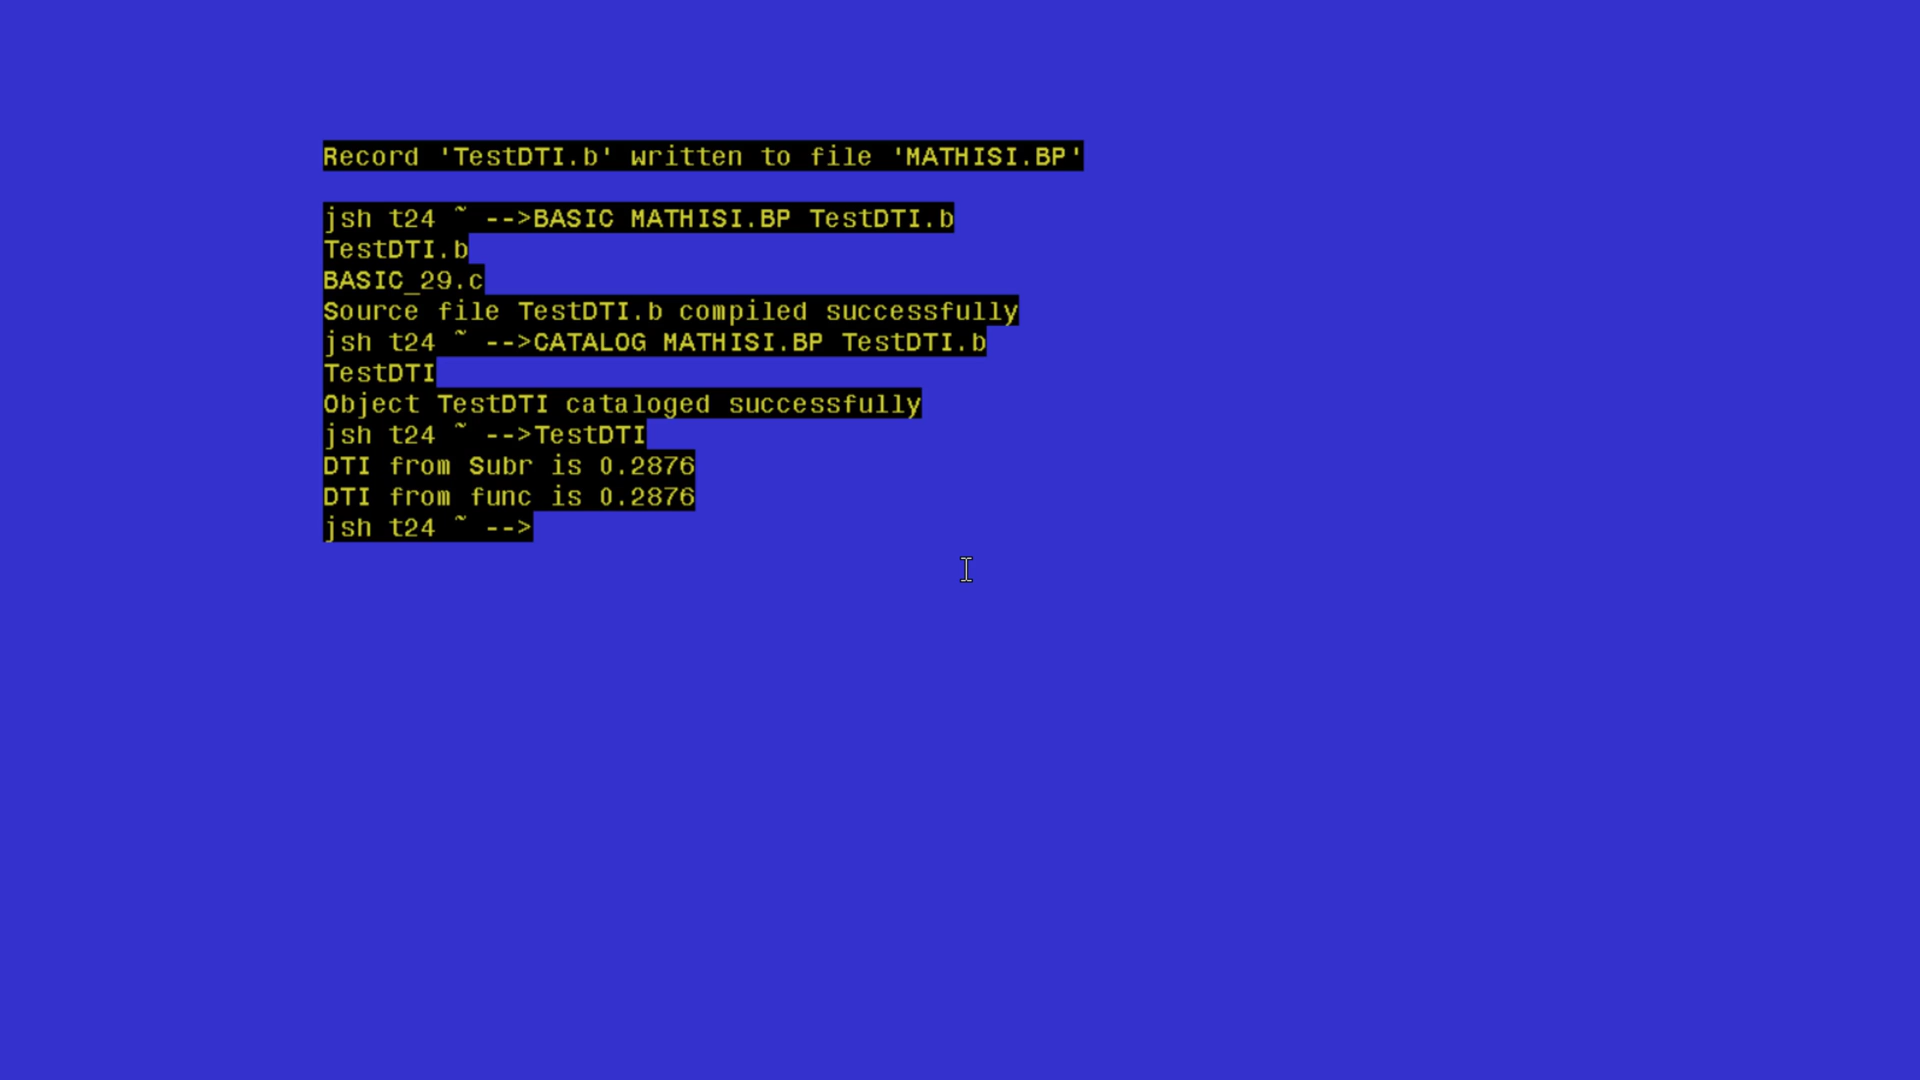 Record 'TestDTI.b' written to file 'MATHISI.BP'
jsh t24 ~ -->BASIC MATHISI.BP TestDTI.b
TestDTI.b
BASIC_29.c
Source file TestDTI.b compiled successfully
jsh t24 ~ -->CATALOG MATHISI.BP TestDTI.b
TestDTI
Object TestDTI cataloged successfully
jsh t24 ~ -->TestDTI
DTI from Subr is 0.2876
DTI from func is 0.2876
jsh t24 ~ -->